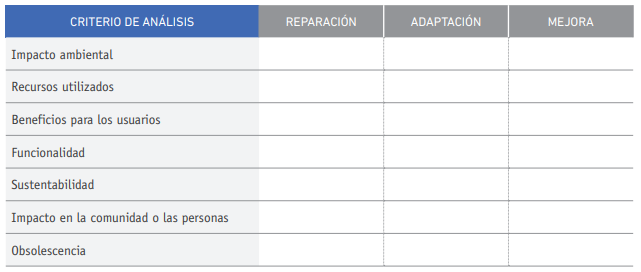 CRITERIO DE ANÁLISIS REPARACIÓN ADAPTACIÓN MEJORA
Impacto ambiental
Recursos utilizados
Beneficios para los usuarios
Funcionalidad
Sustentabilidad
Impacto en la comunidad o las personas
Obsolescencia